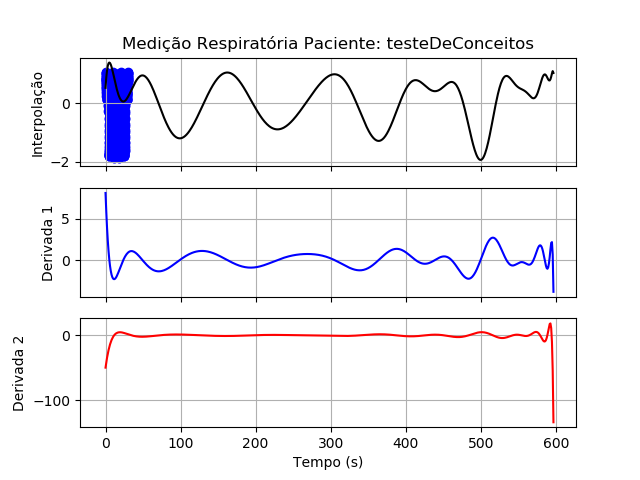 Medição Respiratória Paciente: testeDeConceitos
Interpolação
0
−2
Derivada 1
5
0
Derivada 2
0
−100
0 100 200 300 400 500 600
Tempo (s)